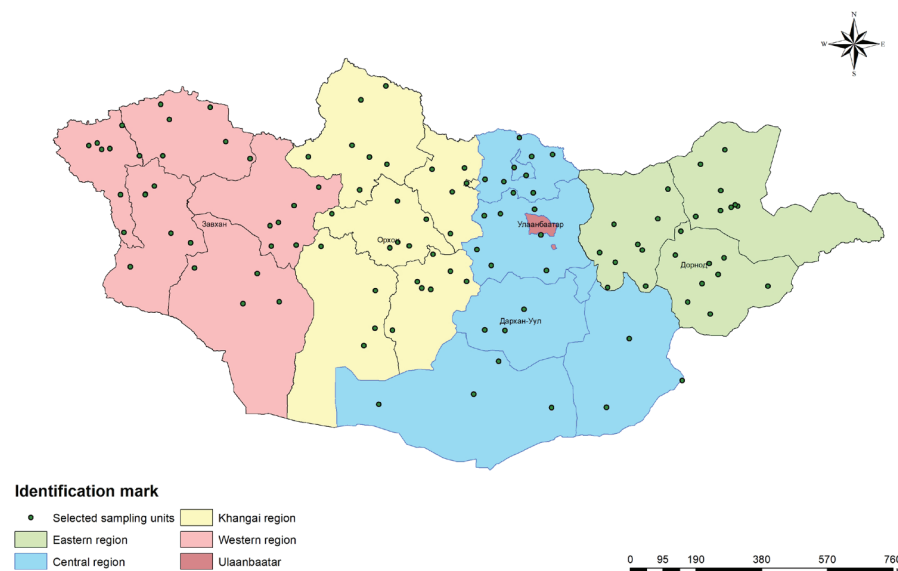 N
W E
S
Завхан
Улаанбаатар
Орхон
Дорнод
Даркан-Уул
Identification mark
Selected sampling units
Khangai region
Eastern region
Western region
Central region
Ulaanbaatar
0 95 190 380 570 760